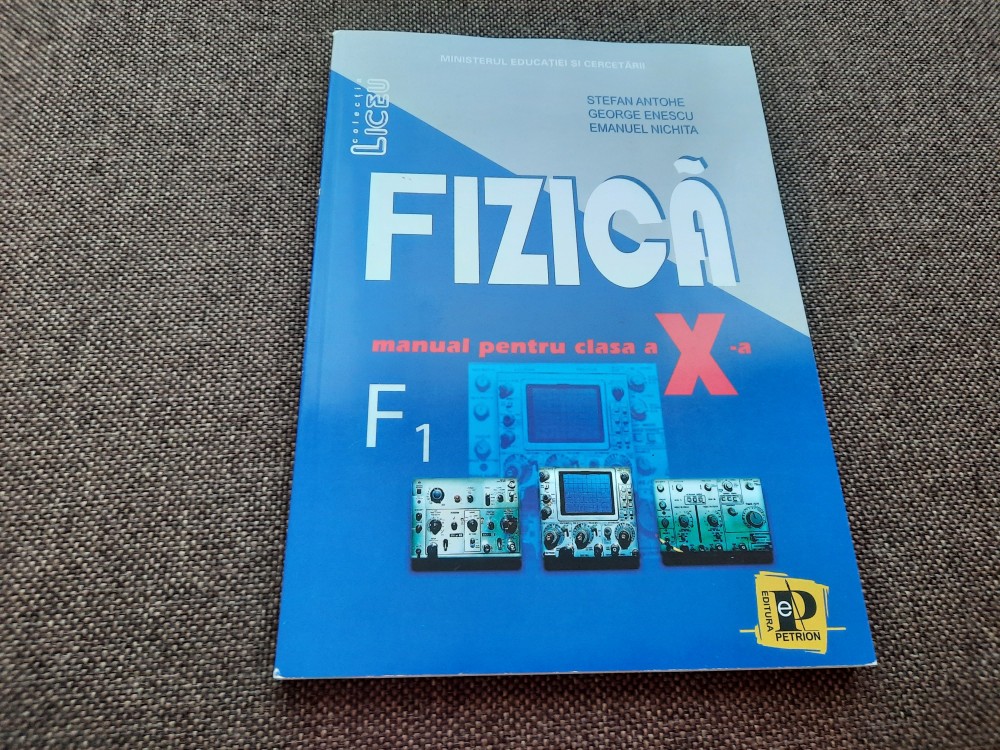 MINISTERUL EDUCAȚIEI ȘI CERCETĂRII
colecția
LICEU
STEFAN ANTOHE
GEORGE ENESCU
EMANUEL NICHITA
FIZICĂ
manual pentru clasa a X-a
F1
EDITURA
PETRION